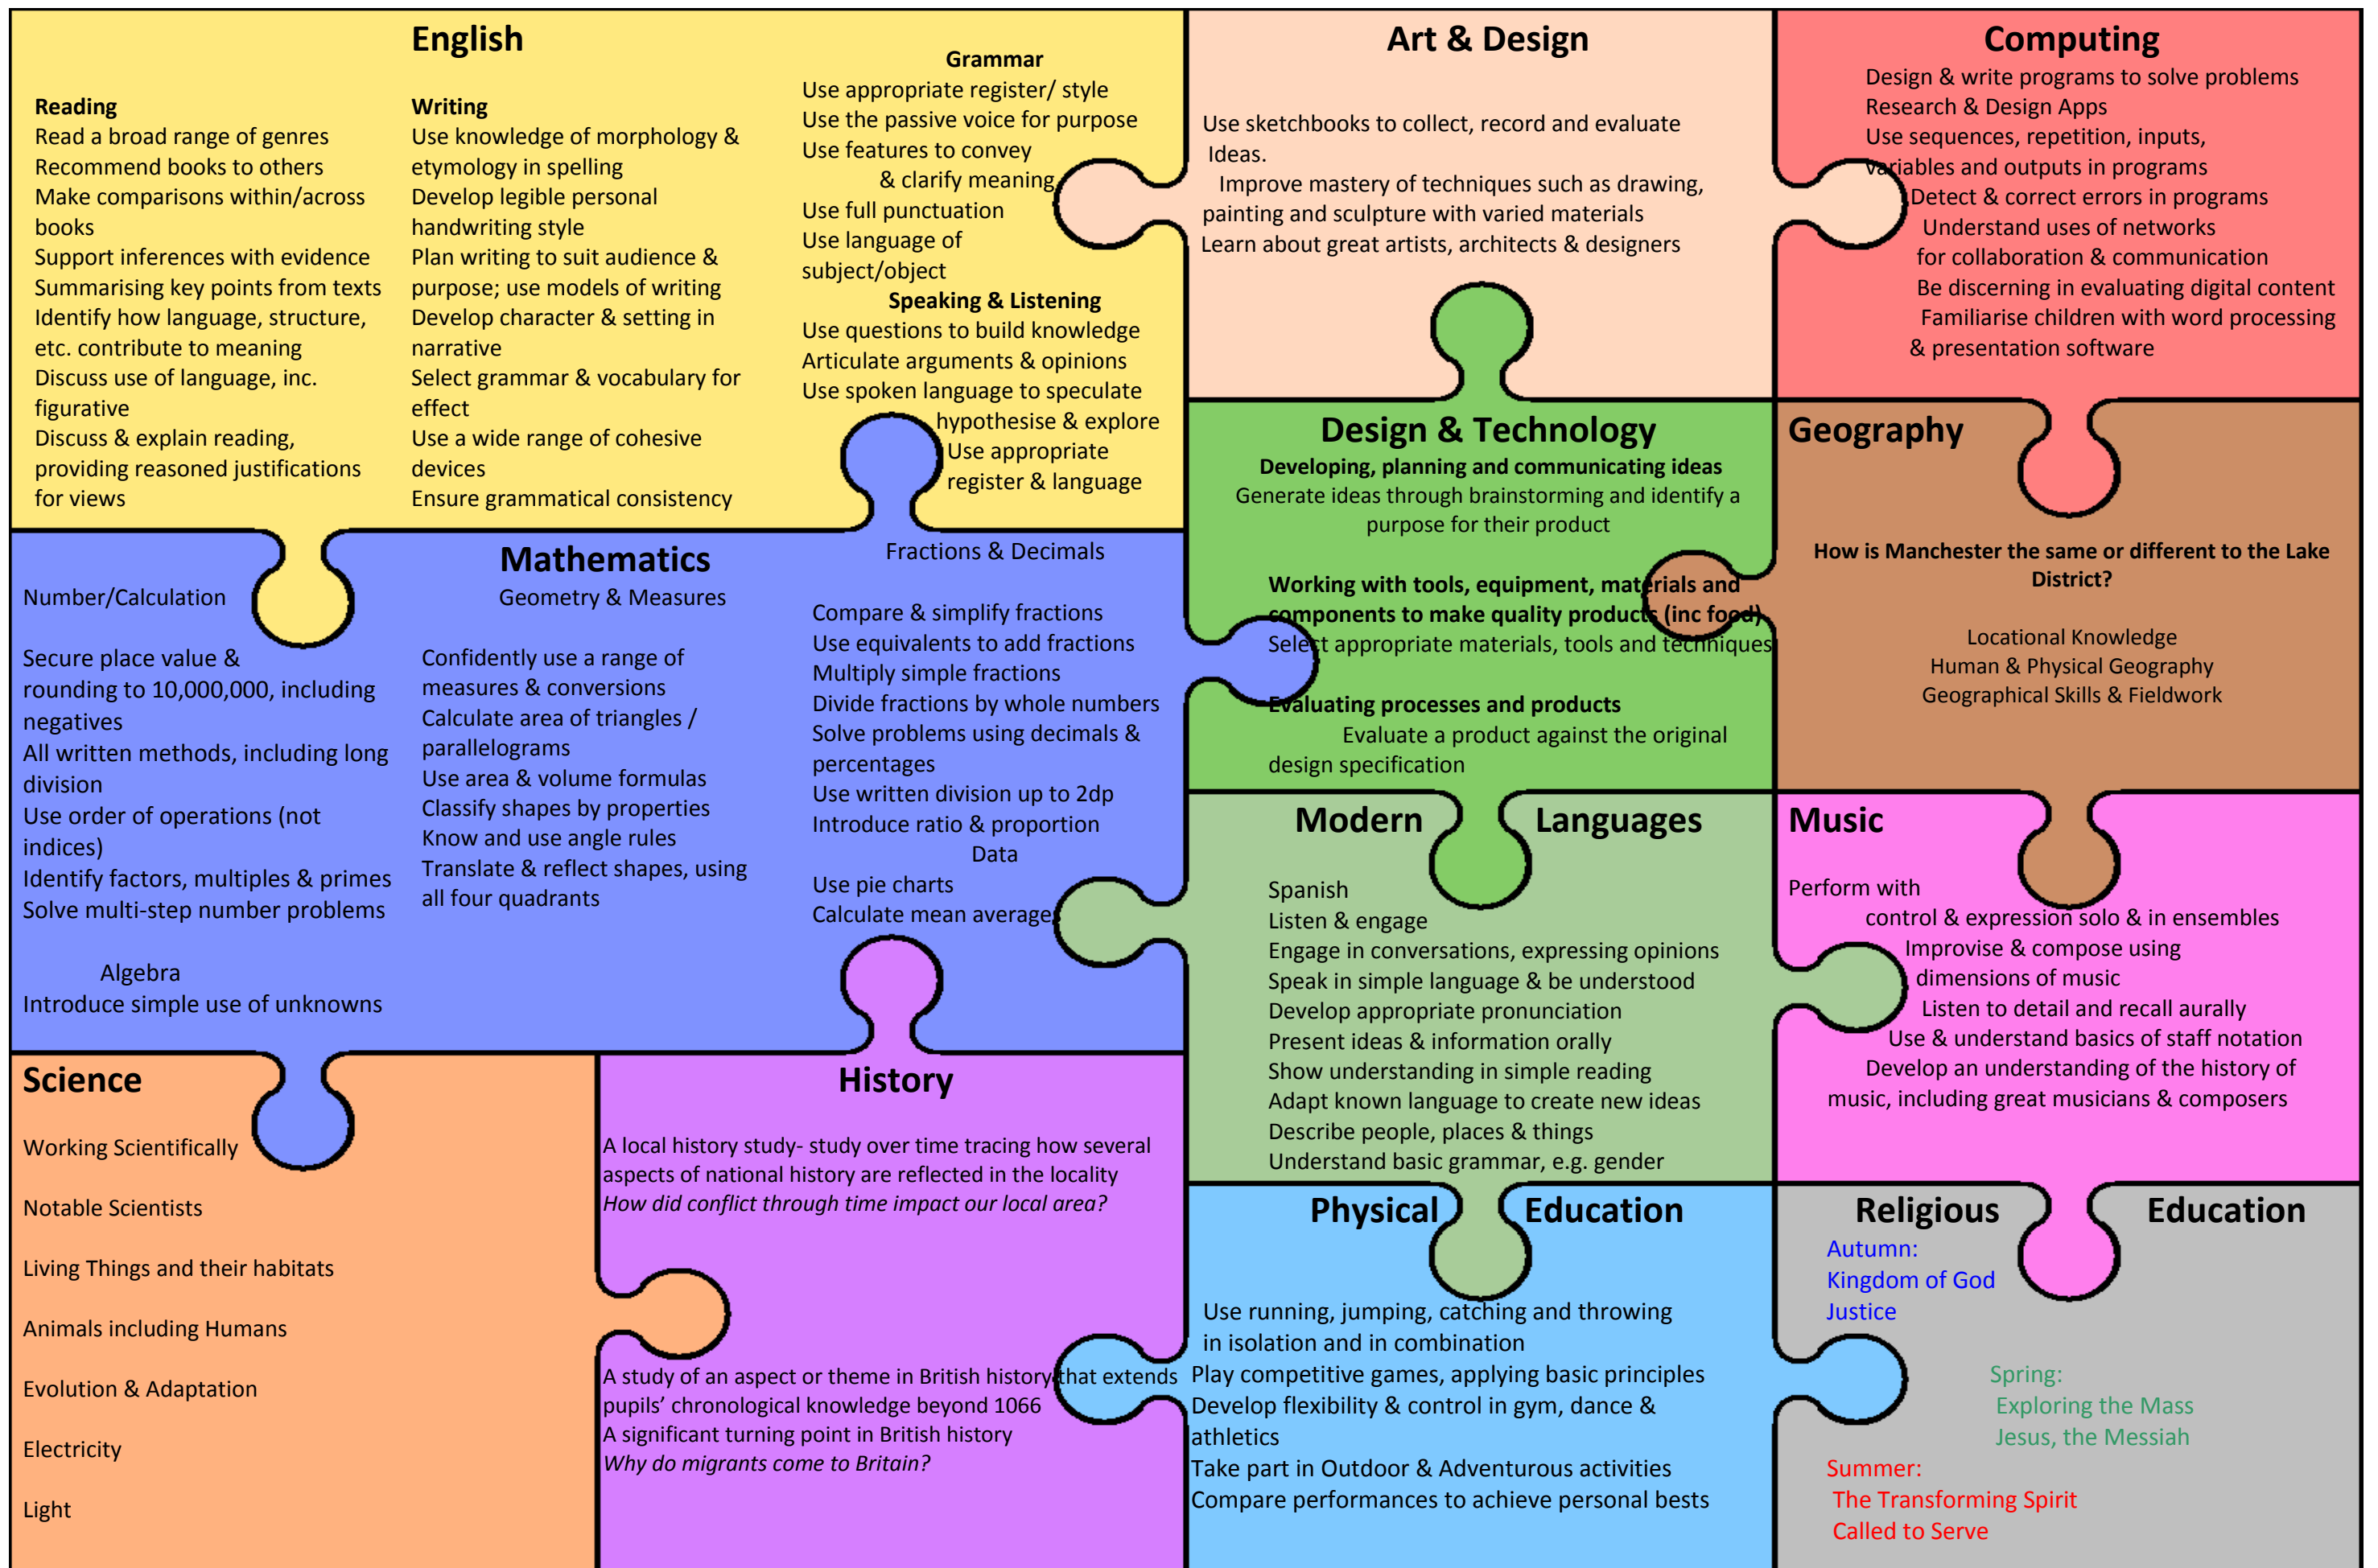 English
Reading
Read a broad range of genres
Recommend books to others
Make comparisons within/across
books
Support inferences with evidence
Summarising key points from texts
Identify how language, structure,
etc. contribute to meaning
Discuss use of language, inc.
figurative
Discuss & explain reading,
providing reasoned justifications
for views
Writing
Use knowledge of morphology &
etymology in spelling
Develop legible personal
handwriting style
Plan writing to suit audience &
purpose; use models of writing
Develop character & setting in
narrative
Select grammar & vocabulary for
effect
Use a wide range of cohesive
devices
Ensure grammatical consistency
Grammar
Use appropriate register/ style
Use the passive voice for purpose
Use features to convey
& clarify meaning
Use full punctuation
Use language of
subject/object
Speaking & Listening
Use questions to build knowledge
Articulate arguments & opinions
Use spoken language to speculate
hypothesise & explore
Use appropriate
register & language
Art & Design
Use sketchbooks to collect, record and evaluate
Ideas.
Improve mastery of techniques such as drawing,
painting and sculpture with varied materials
Learn about great artists, architects & designers
Computing
Design & write programs to solve problems
Research & Design Apps
Use sequences, repetition, inputs,
variables and outputs in programs
Detect & correct errors in programs
Understand uses of networks
for collaboration & communication
Be discerning in evaluating digital content
Familiarise children with word processing
& presentation software
Design & Technology
Developing, planning and communicating ideas
Generate ideas through brainstorming and identify a
purpose for their product
Working with tools, equipment, materials and
components to make quality products (inc food)
Select appropriate materials, tools and techniques
Evaluating processes and products
Evaluate a product against the original
design specification
Geography
How is Manchester the same or different to the Lake
District?
Locational Knowledge
Human & Physical Geography
Geographical Skills & Fieldwork
Mathematics
Number/Calculation
Secure place value &
rounding to 10,000,000, including
negatives
All written methods, including long
division
Use order of operations (not
indices)
Identify factors, multiples & primes
Solve multi-step number problems
Algebra
Introduce simple use of unknowns
Geometry & Measures
Confidently use a range of
measures & conversions
Calculate area of triangles /
parallelograms
Use area & volume formulas
Classify shapes by properties
Know and use angle rules
Translate & reflect shapes, using
all four quadrants
Fractions & Decimals
Compare & simplify fractions
Use equivalents to add fractions
Multiply simple fractions
Divide fractions by whole numbers
Solve problems using decimals &
percentages
Use written division up to 2dp
Introduce ratio & proportion
Data
Use pie charts
Calculate mean averages
Modern Languages
Spanish
Listen & engage
Engage in conversations, expressing opinions
Speak in simple language & be understood
Develop appropriate pronunciation
Present ideas & information orally
Show understanding in simple reading
Adapt known language to create new ideas
Describe people, places & things
Understand basic grammar, e.g. gender
Music
Perform with
control & expression solo & in ensembles
Improvise & compose using
dimensions of music
Listen to detail and recall aurally
Use & understand basics of staff notation
Develop an understanding of the history of
music, including great musicians & composers
Science
Working Scientifically
Notable Scientists
Living Things and their habitats
Animals including Humans
Evolution & Adaptation
Electricity
Light
History
A local history study- study over time tracing how several
aspects of national history are reflected in the locality
How did conflict through time impact our local area?
A study of an aspect or theme in British history that extends
pupils’ chronological knowledge beyond 1066
A significant turning point in British history
Why do migrants come to Britain?
Physical Education
Use running, jumping, catching and throwing
in isolation and in combination
Play competitive games, applying basic principles
Develop flexibility & control in gym, dance &
athletics
Take part in Outdoor & Adventurous activities
Compare performances to achieve personal bests
Religious Education
Autumn:
Kingdom of God
Justice
Spring:
Exploring the Mass
Jesus, the Messiah
Summer:
The Transforming Spirit
Called to Serve